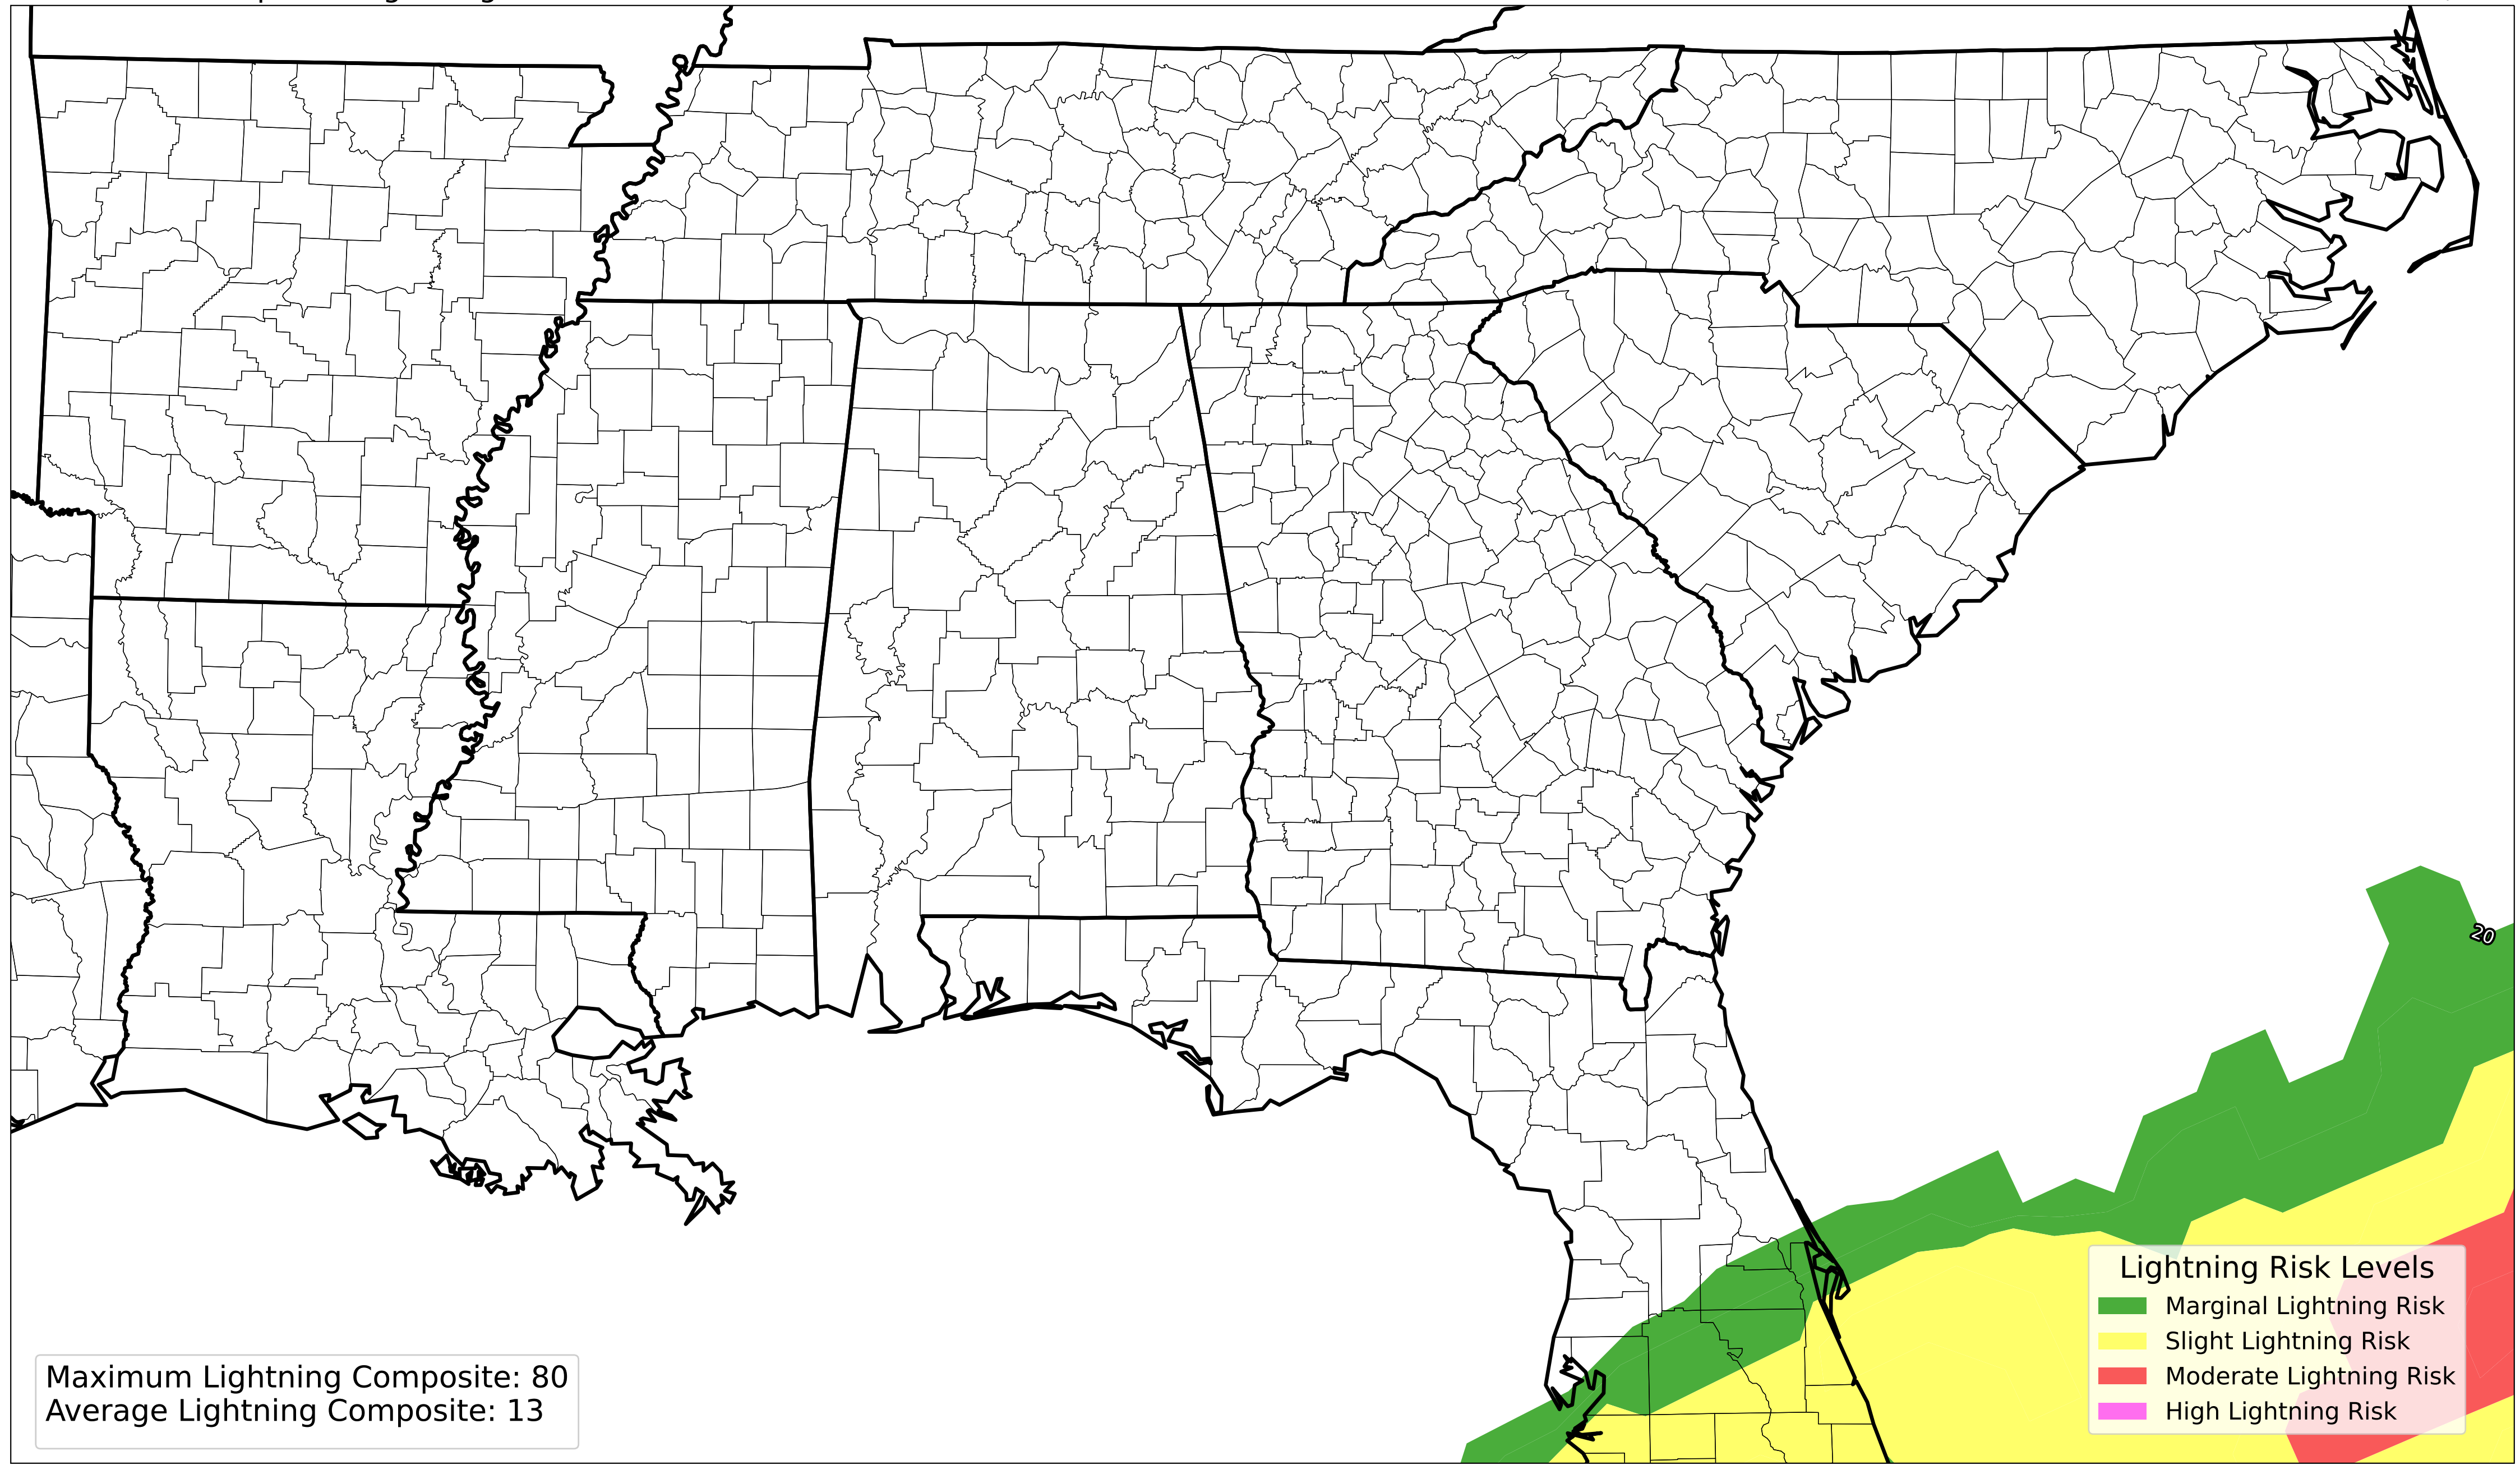 20
Lightning Risk Levels
Marginal Lightning Risk
Slight Lightning Risk
Moderate Lightning Risk
High Lightning Risk
Maximum Lightning Composite: 80
Average Lightning Composite: 13